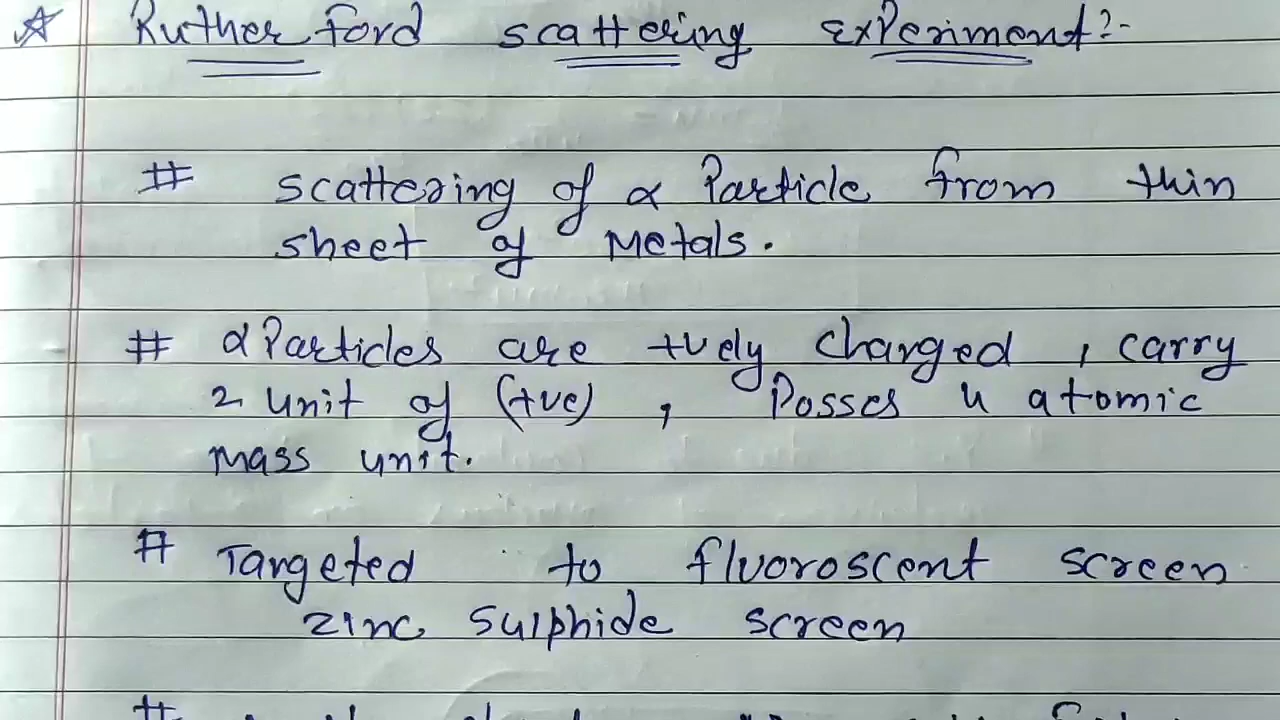 ☆ Rutherford scattering Experiment:-
# scattering of α Particle from thin
sheet of Metals.
# α Particles are +vely charged, carry
2 unit of (+ve), Posses 4 atomic
mass unit.
# Targeted to fluoroscent screen
zinc sulphide screen
#